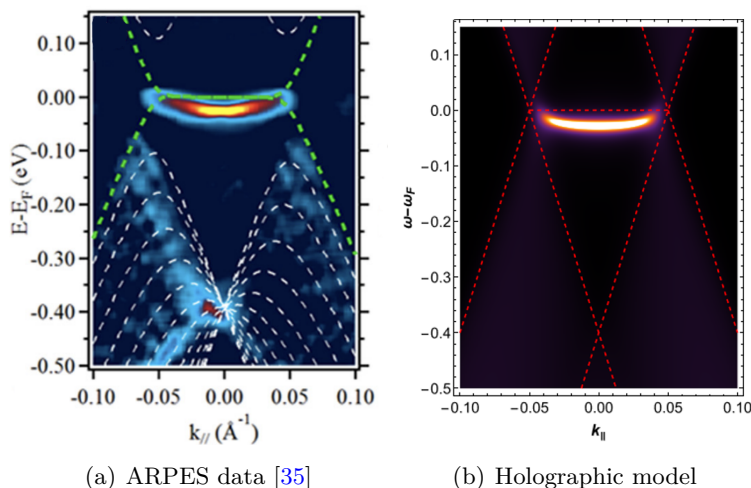 0.00
-0.10
-0.20
-0.30
-0.40
-0.50
E-E_F (eV)
-0.10 -0.05 0.00 0.05 0.10
k_{//} (Å⁻¹)
(a) ARPES data [35]
0.1
0.0
−0.1
−0.2
−0.3
−0.4
−0.5
ω−ω_F
−0.10 −0.05 0.00 0.05 0.10
k_∥
(b) Holographic model